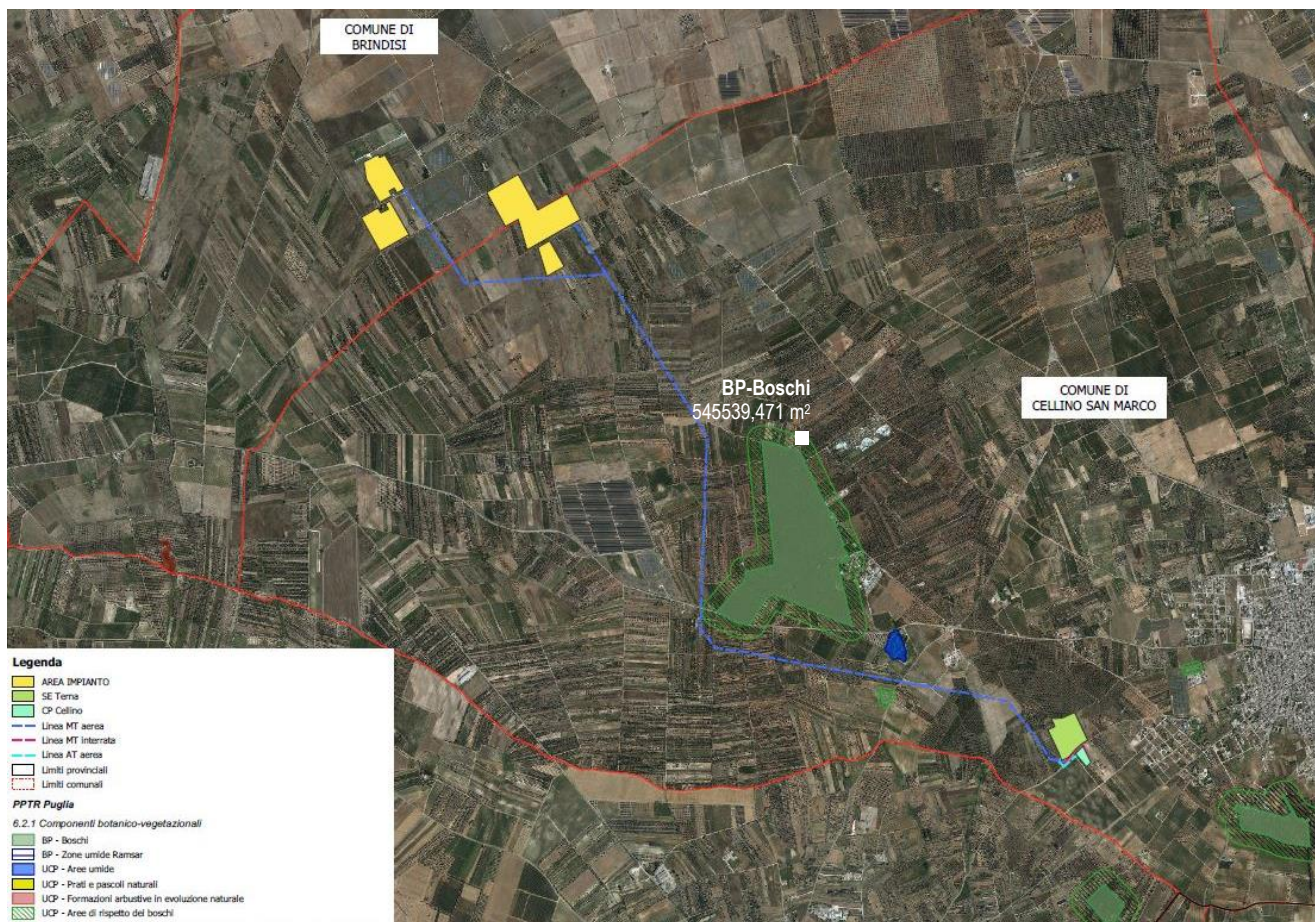 COMUNE DI
BRINDISI
BP-Boschi
545539,471 m²
COMUNE DI
CELLINO SAN MARCO
Legenda
AREA IMPIANTO
SE Terna
CP Cellino
Linea MT aerea
Linea MT interrata
Linea AT aerea
Limiti provinciali
Limiti comunali
PPTR Puglia
6.2.1 Componenti botanico-vegetazionali
BP - Boschi
BP - Zone umide Ramsar
UCP - Aree umide
UCP - Prati e pascoli naturali
UCP - Formazioni arbustive in evoluzione naturale
UCP - Aree di rispetto dei boschi